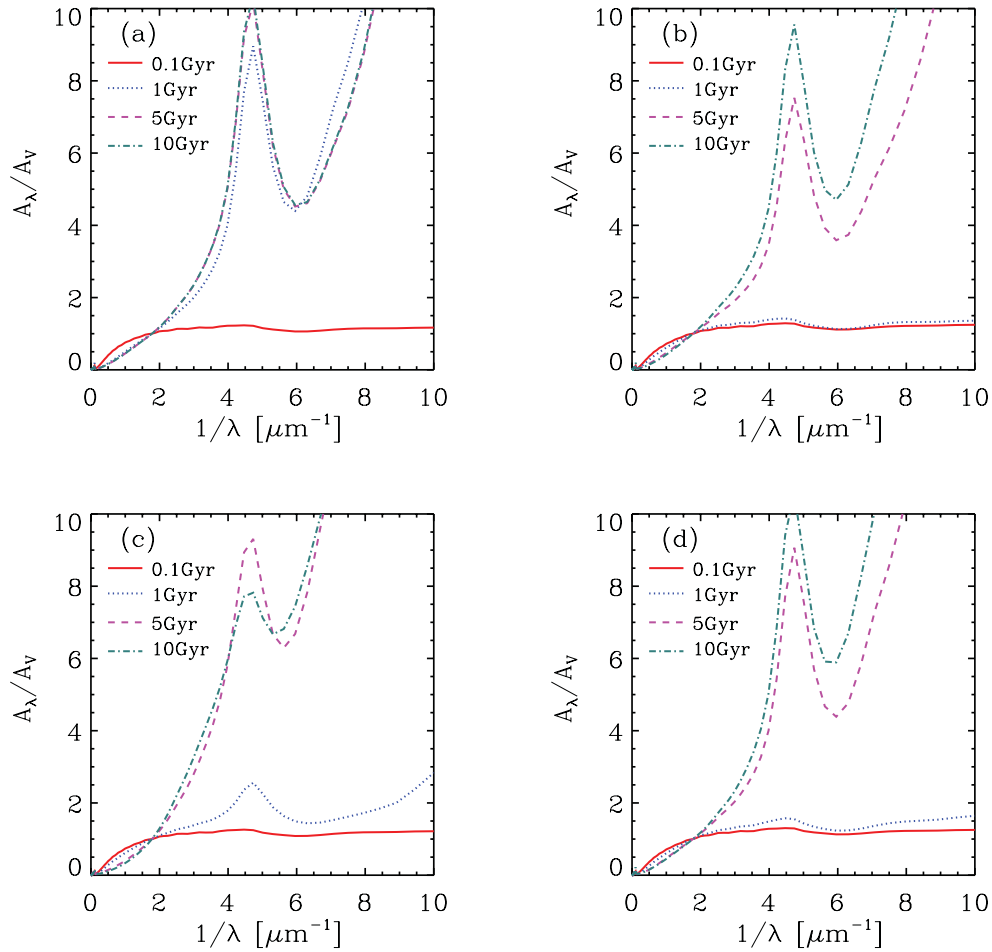 (a)
0.1Gyr
1Gyr
5Gyr
10Gyr
10
8
6
4
2
0
A_λ/A_V
0 2 4 6 8 10
1/λ [μm⁻¹]
(b)
0.1Gyr
1Gyr
5Gyr
10Gyr
10
8
6
4
2
0
A_λ/A_V
0 2 4 6 8 10
1/λ [μm⁻¹]
(c)
0.1Gyr
1Gyr
5Gyr
10Gyr
10
8
6
4
2
0
A_λ/A_V
0 2 4 6 8 10
1/λ [μm⁻¹]
(d)
0.1Gyr
1Gyr
5Gyr
10Gyr
10
8
6
4
2
0
A_λ/A_V
0 2 4 6 8 10
1/λ [μm⁻¹]